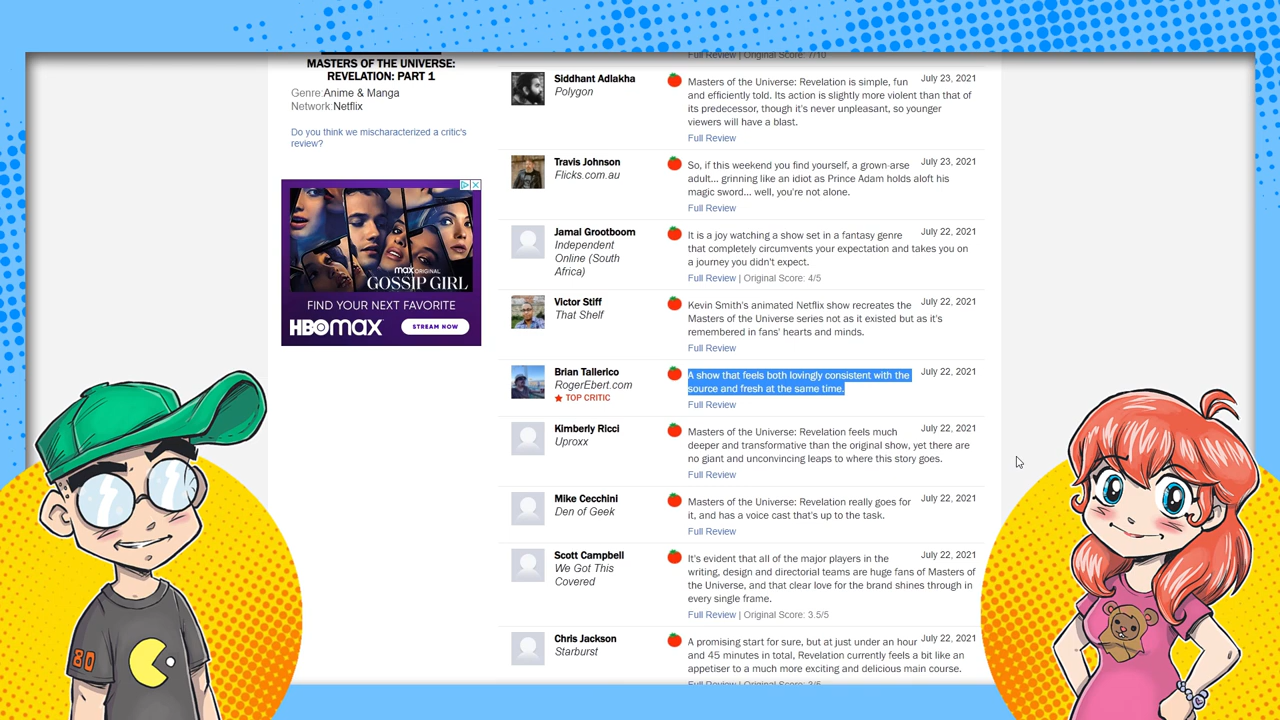 MASTERS OF THE UNIVERSE:
REVELATION: PART 1
Genre:Anime & Manga
Network:Netflix
Do you think we mischaracterized a critic's
review?
max ORIGINAL
GOSSIP GIRL
FIND YOUR NEXT FAVORITE
HBOmax
STREAM NOW
Full Review | Original Score: 7/10
Siddhant Adlakha
Polygon
Masters of the Universe: Revelation is simple, fun
July 23, 2021
and efficiently told. Its action is slightly more violent than that of
its predecessor, though it's never unpleasant, so younger
viewers will have a blast.
Full Review
Travis Johnson
Flicks.com.au
So, if this weekend you find yourself, a grown-arse
July 23, 2021
adult... grinning like an idiot as Prince Adam holds aloft his
magic sword... well, you're not alone.
Full Review
Jamal Grootboom
Independent
Online (South
Africa)
It is a joy watching a show set in a fantasy genre
July 22, 2021
that completely circumvents your expectation and takes you on
a journey you didn't expect.
Full Review | Original Score: 4/5
Victor Stiff
That Shelf
Kevin Smith's animated Netflix show recreates the
July 22, 2021
Masters of the Universe series not as it existed but as it's
remembered in fans' hearts and minds.
Full Review
Brian Tallerico
RogerEbert.com
TOP CRITIC
A show that feels both lovingly consistent with the
July 22, 2021
source and fresh at the same time.
Full Review
Kimberly Ricci
Uproxx
Masters of the Universe: Revelation feels much
July 22, 2021
deeper and transformative than the original show, yet there are
no giant and unconvincing leaps to where this story goes.
Full Review
Mike Cecchini
Den of Geek
Masters of the Universe: Revelation really goes for
July 22, 2021
it, and has a voice cast that's up to the task.
Full Review
Scott Campbell
We Got This
Covered
It's evident that all of the major players in the
July 22, 2021
writing, design and directorial teams are huge fans of Masters of
the Universe, and that clear love for the brand shines through in
every single frame.
Full Review | Original Score: 3.5/5
Chris Jackson
Starburst
A promising start for sure, but at just under an hour
July 22, 2021
and 45 minutes in total, Revelation currently feels a bit like an
appetiser to a much more exciting and delicious main course.
Full Review | Original Score: 3/5
80